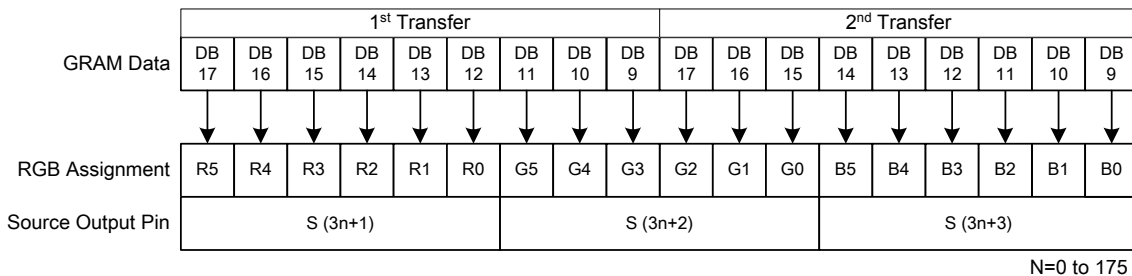 1st Transfer 2nd Transfer
GRAM Data DB 17 DB 16 DB 15 DB 14 DB 13 DB 12 DB 11 DB 10 DB 9 DB 17 DB 16 DB 15 DB 14 DB 13 DB 12 DB 11 DB 10 DB 9
RGB Assignment R5 R4 R3 R2 R1 R0 G5 G4 G3 G2 G1 G0 B5 B4 B3 B2 B1 B0
Source Output Pin S (3n+1) S (3n+2) S (3n+3)
N=0 to 175